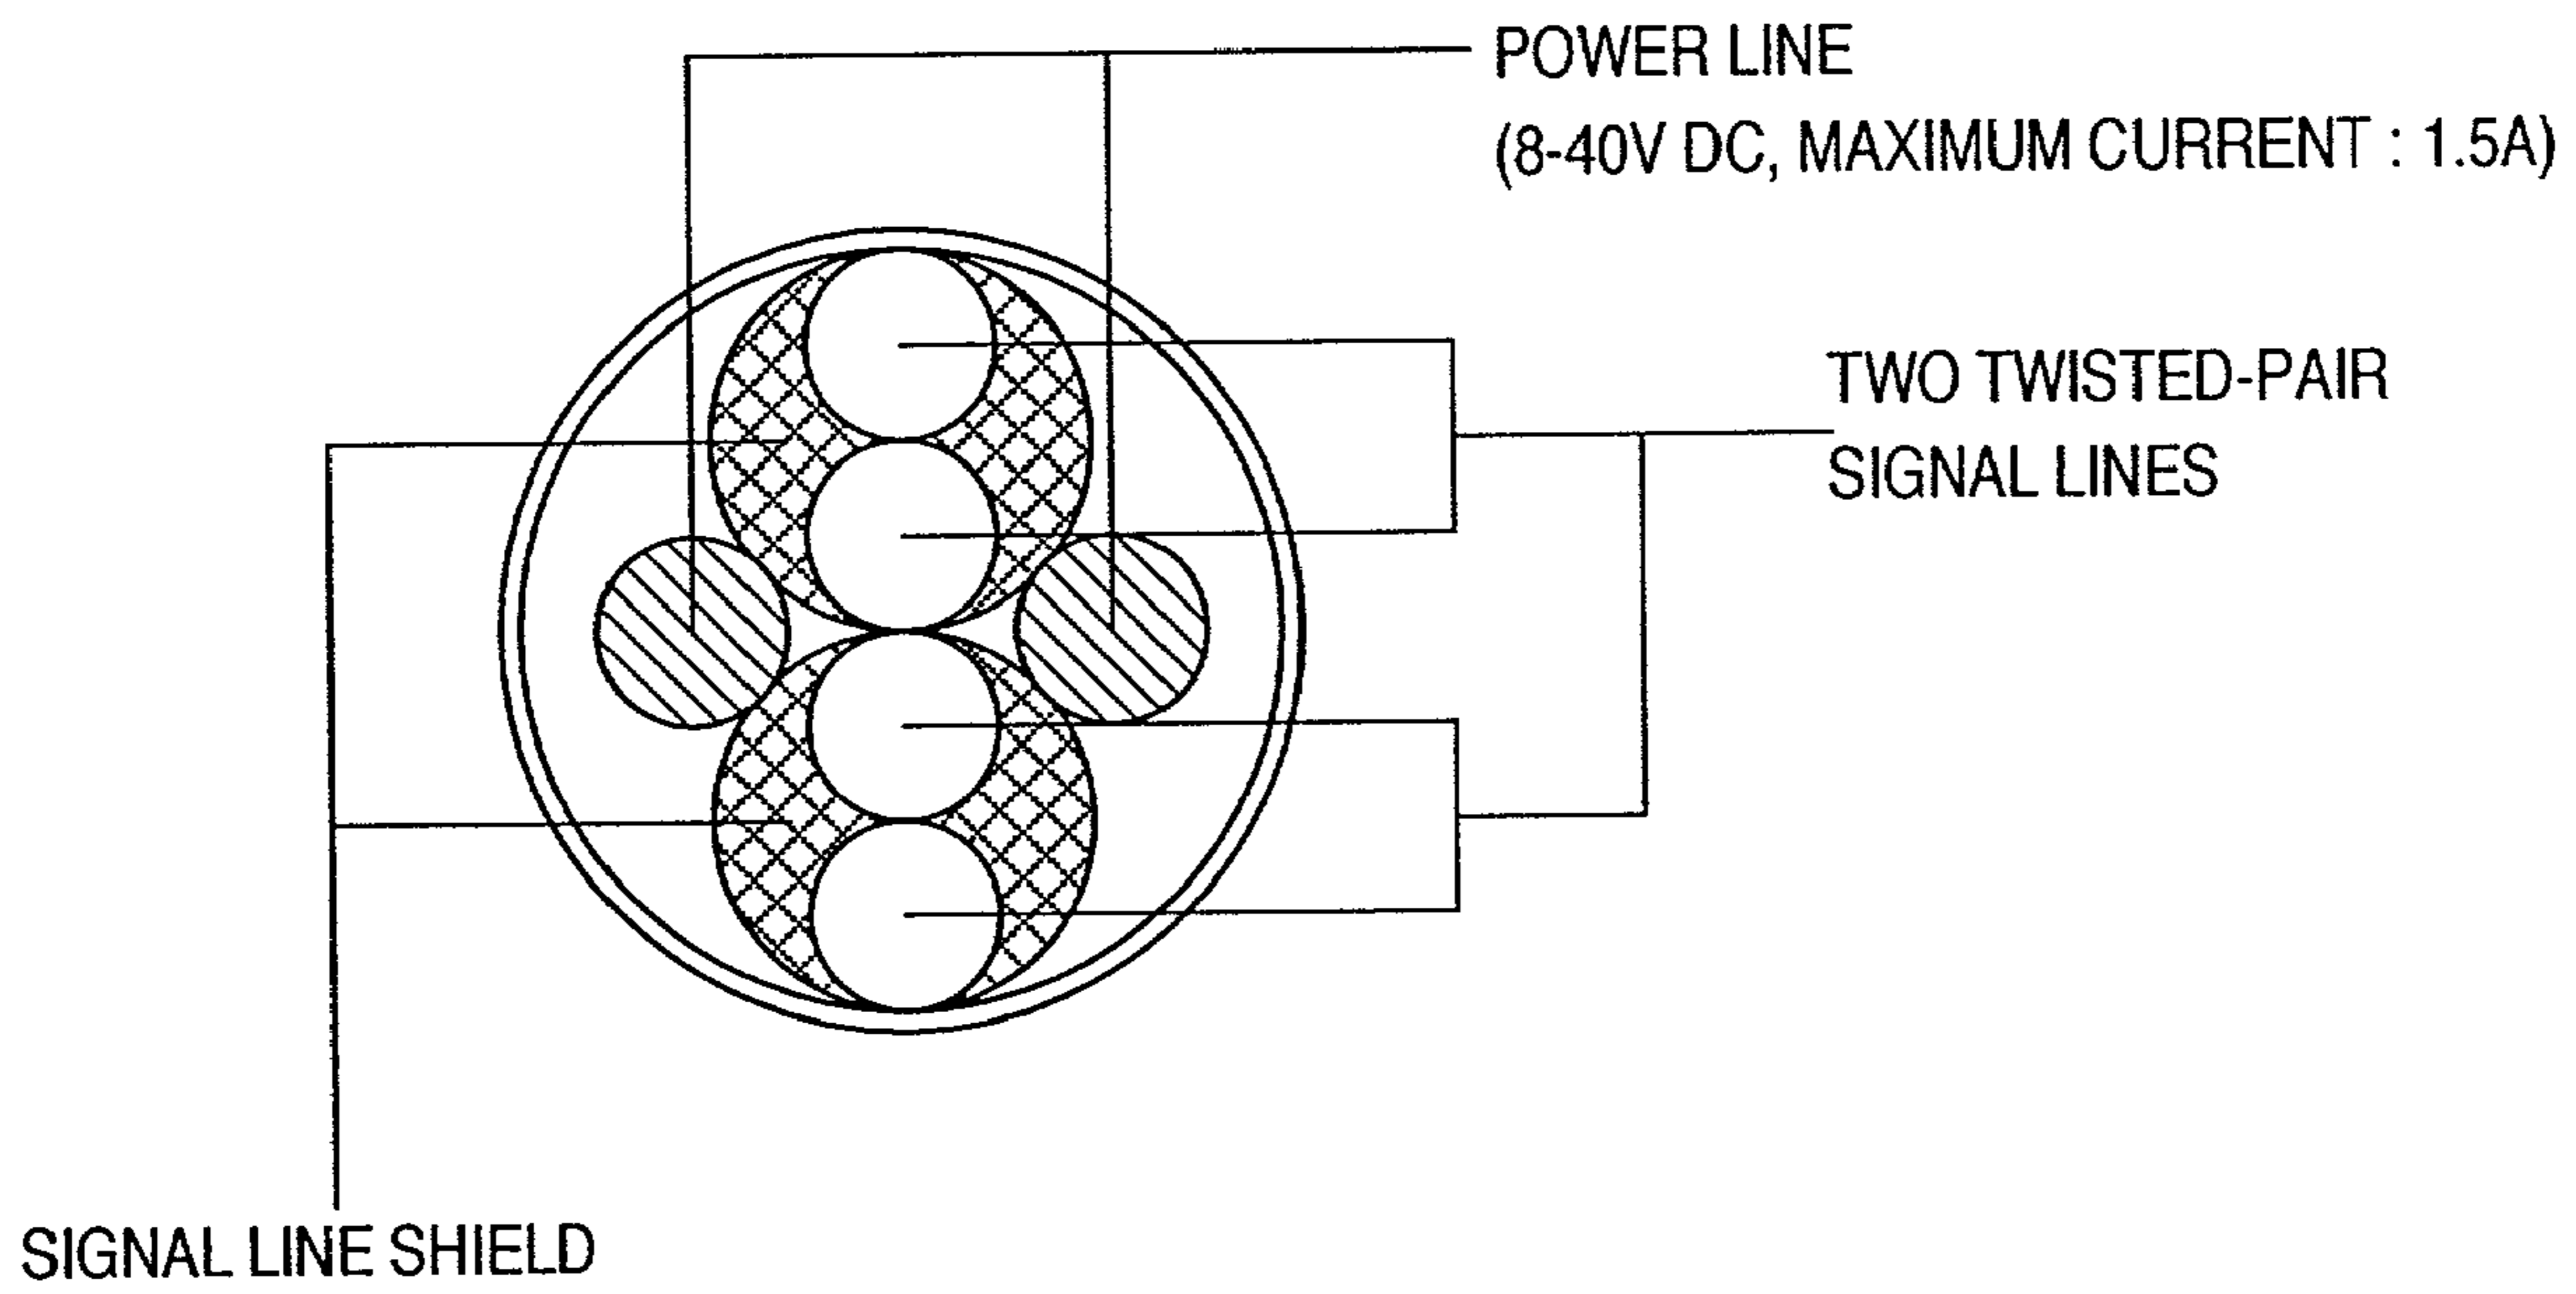 POWER LINE
(8-40V DC, MAXIMUM CURRENT : 1.5A)
TWO TWISTED-PAIR
SIGNAL LINES
SIGNAL LINE SHIELD